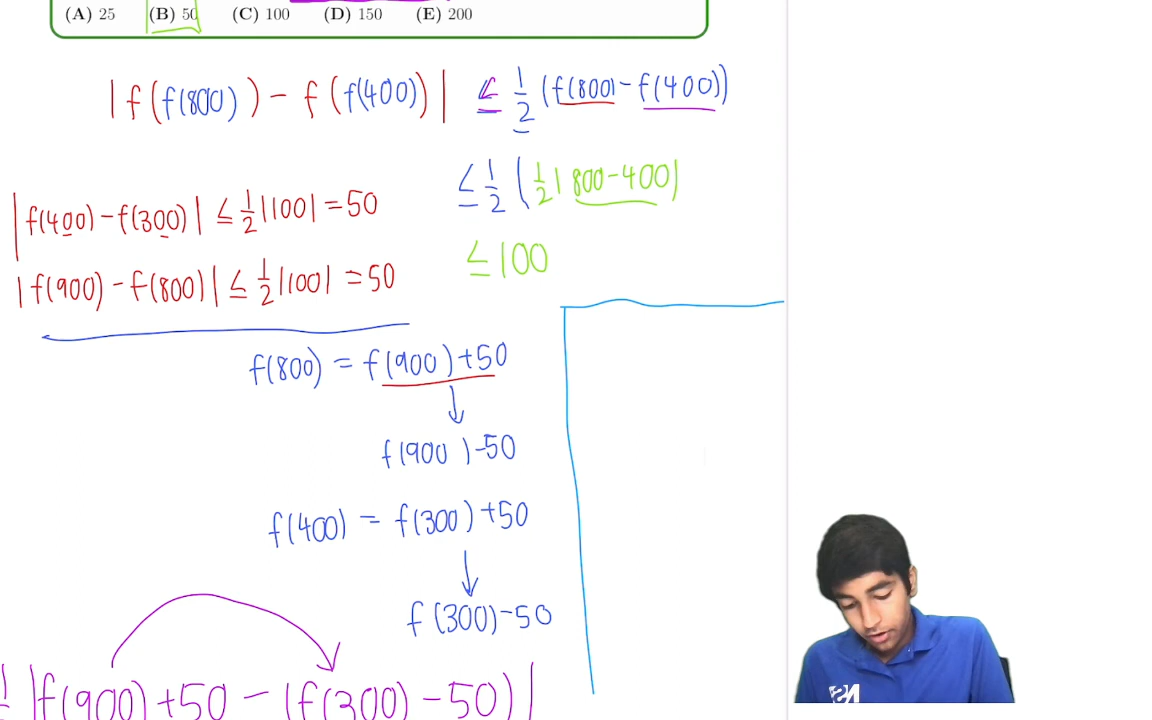 (A) 25 (B) 50 (C) 100 (D) 150 (E) 200
|f(f(800)) - f(f(400))| ≤ 1/2 (f(800) - f(400))
≤ 1/2 (1/2 | 800-400)
≤ 100
|f(400) - f(300)| ≤ 1/2 |100| = 50
|f(900) - f(800)| ≤ 1/2 |100| = 50
f(800) = f(900) + 50
↓
f(900) - 50
f(400) = f(300) + 50
↓
f(300) - 50
|f(900) + 50 - (f(300) - 50)|